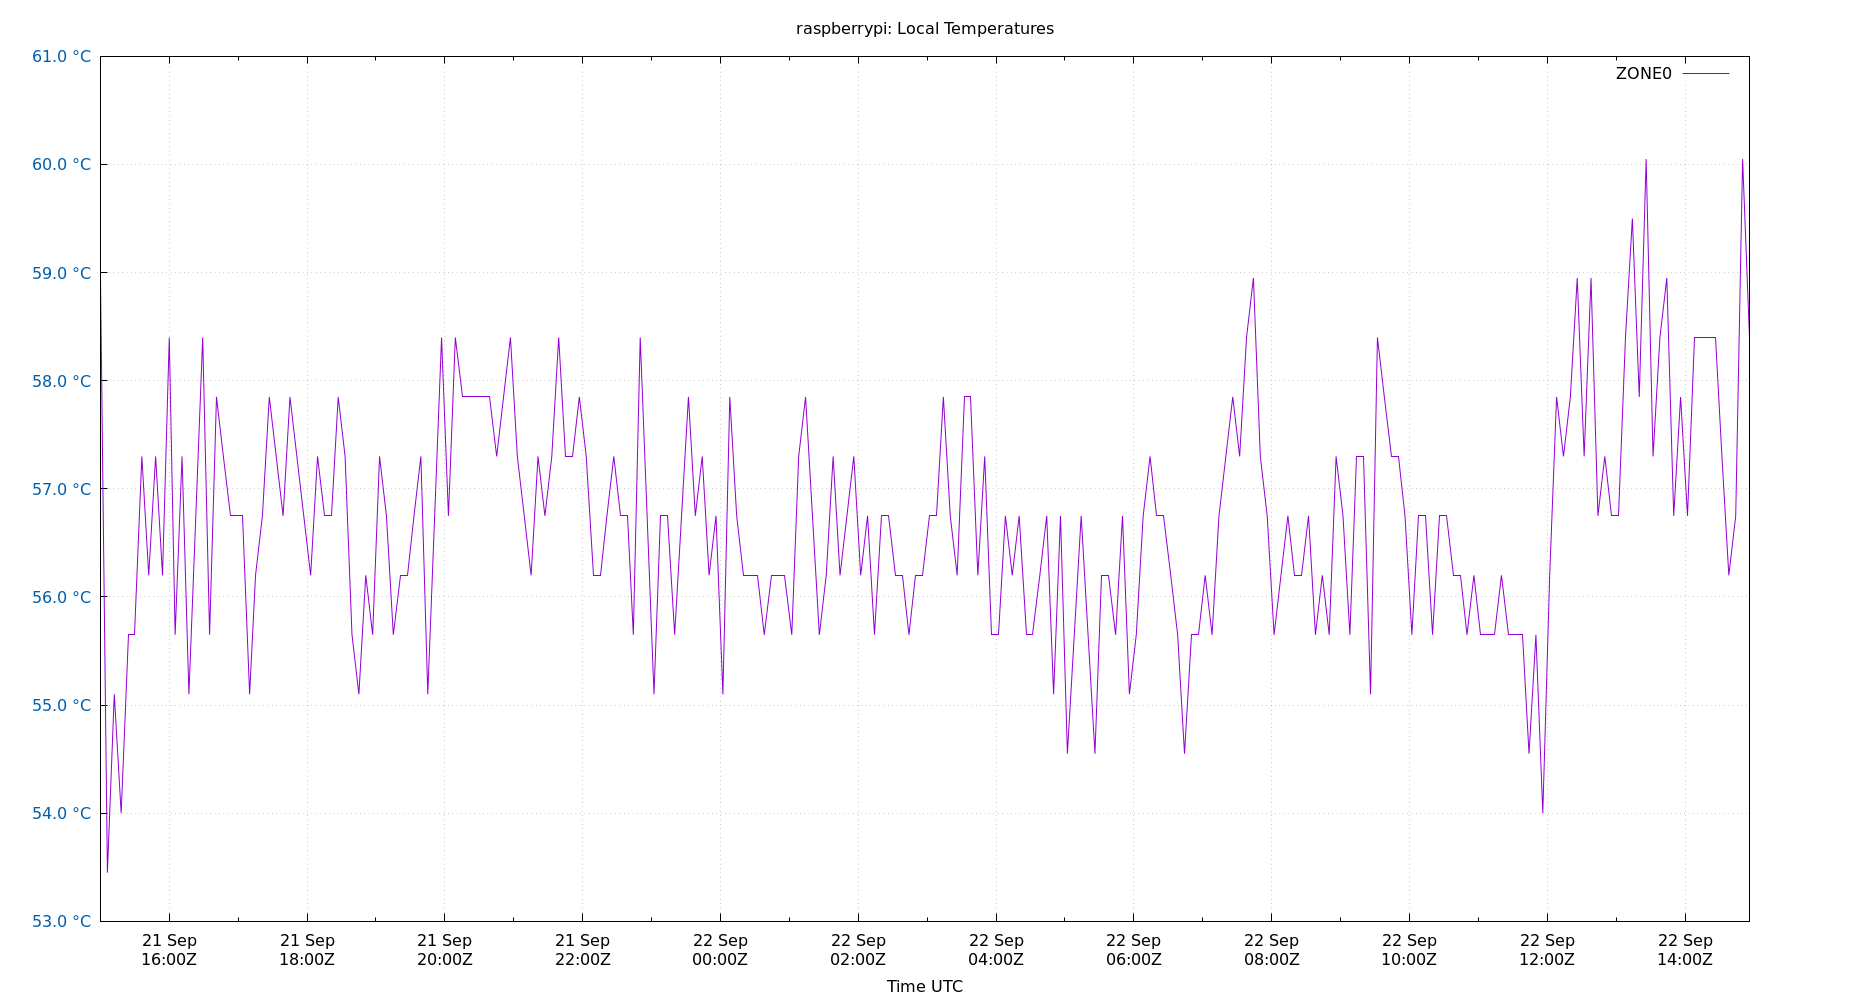 raspberrypi: Local Temperatures
61.0 °C
ZONE0
60.0 °C
59.0 °C
58.0 °C
57.0 °C
56.0 °C
55.0 °C
54.0 °C
53.0 °C
21 Sep 21 Sep 21 Sep 21 Sep 22 Sep 22 Sep 22 Sep 22 Sep 22 Sep 22 Sep 22 Sep 22 Sep
16:00Z 18:00Z 20:00Z 22:00Z 00:00Z 02:00Z 04:00Z 06:00Z 08:00Z 10:00Z 12:00Z 14:00Z
Time UTC